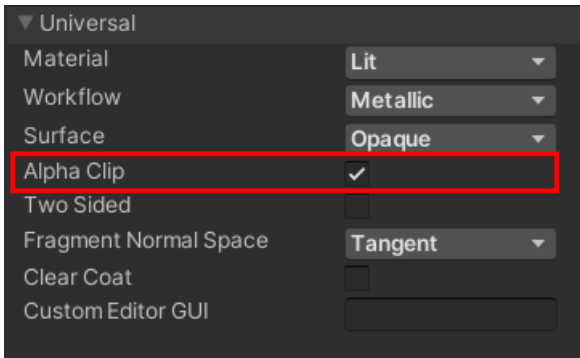 Universal
Material Lit
Workflow Metallic
Surface Opaque
Alpha Clip
Two Sided
Fragment Normal Space Tangent
Clear Coat
Custom Editor GUI